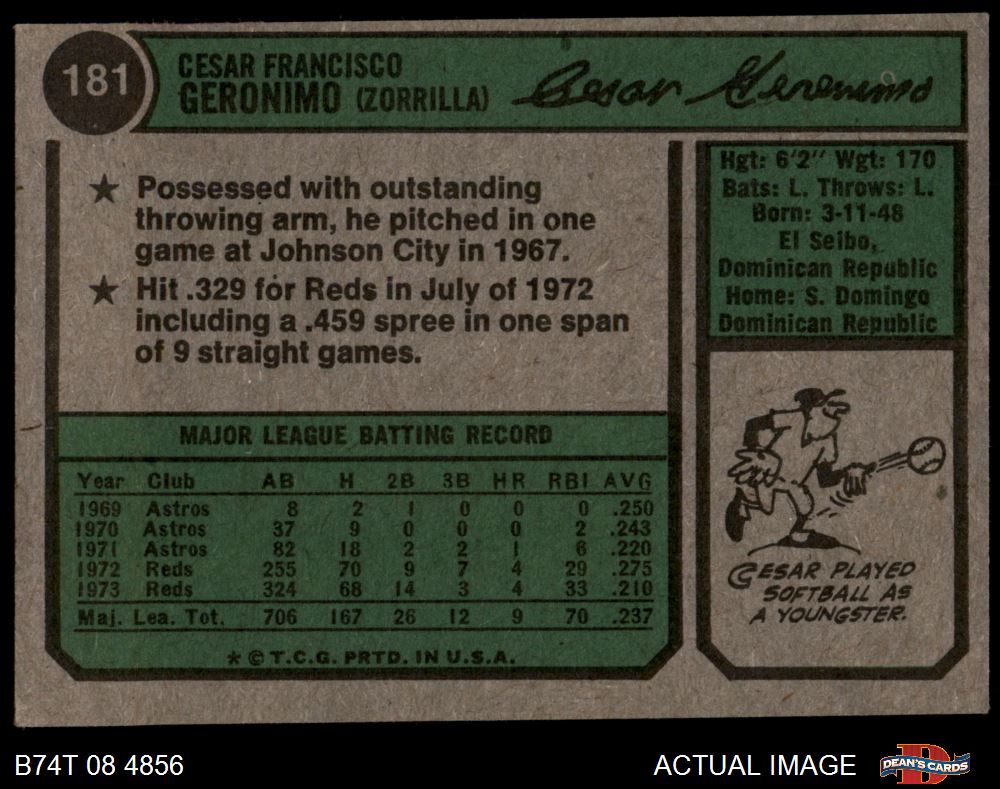 181
CESAR FRANCISCO
GERONIMO (ZORRILLA)
Cesar Geronimo
★ Possessed with outstanding
throwing arm, he pitched in one
game at Johnson City in 1967.
★ Hit .329 for Reds in July of 1972
including a .459 spree in one span
of 9 straight games.
Hgt: 6'2" Wgt: 170
Bats: L. Throws: L.
Born: 3-11-48
El Seibo,
Dominican Republic
Home: S. Domingo
Dominican Republic
MAJOR LEAGUE BATTING RECORD
Year Club AB H 2B 3B HR RBI AVG
1969 Astros 8 2 1 0 0 0 .250
1970 Astros 37 9 0 0 0 2 .243
1971 Astros 82 18 2 2 1 6 .220
1972 Reds 255 70 9 7 4 29 .275
1973 Reds 324 68 14 3 4 33 .210
Maj. Lea. Tot. 706 167 26 12 9 70 .237
* © T.C.G. PRTD. IN U.S.A.
CESAR PLAYED
SOFTBALL AS
A YOUNGSTER.
B74T 08 4856
ACTUAL IMAGE
D
DEAN'S CARDS